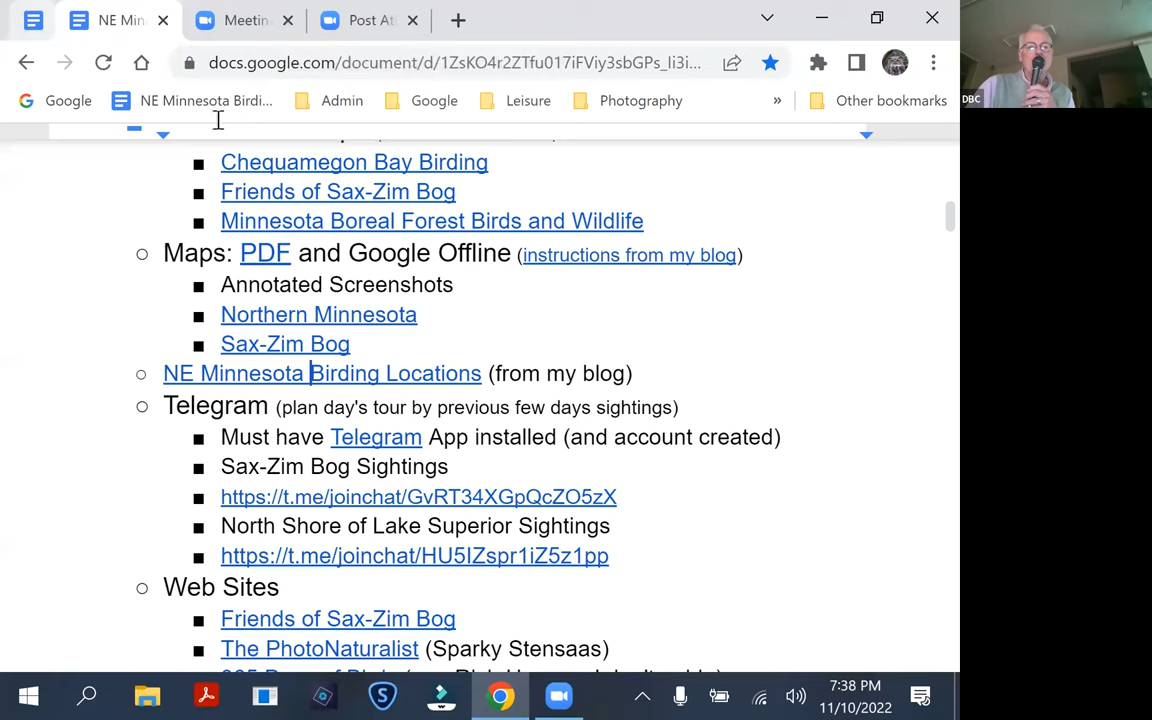 NE Min
Meetin
Post At
docs.google.com/document/d/1ZsKO4r2ZTfu017iFViy3sbGPs_Ii3i...
Google
NE Minnesota Birdi...
Admin
Google
Leisure
Photography
»
Other bookmarks
DBC
Chequamegon Bay Birding
Friends of Sax-Zim Bog
Minnesota Boreal Forest Birds and Wildlife
Maps: PDF and Google Offline (instructions from my blog)
Annotated Screenshots
Northern Minnesota
Sax-Zim Bog
NE Minnesota Birding Locations (from my blog)
Telegram (plan day's tour by previous few days sightings)
Must have Telegram App installed (and account created)
Sax-Zim Bog Sightings
https://t.me/joinchat/GvRT34XGpQcZO5zX
North Shore of Lake Superior Sightings
https://t.me/joinchat/HU5IZspr1iZ5z1pp
Web Sites
Friends of Sax-Zim Bog
The PhotoNaturalist (Sparky Stensaas)
7:38 PM
11/10/2022